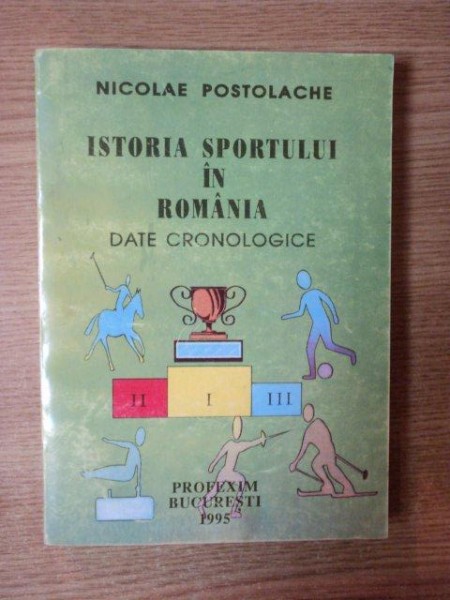 NICOLAE POSTOLACHE
ISTORIA SPORTULUI
ÎN
ROMÂNIA
DATE CRONOLOGICE
II I III
PROFEXIM
BUCUREŞTI
1995